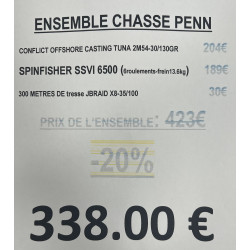 ENSEMBLE CHASSE PENN
CONFLICT OFFSHORE CASTING TUNA 2M54-30/130GR 204€
SPINFISHER SSVI 6500 (6roulements-frein13.6kg) 189€
300 METRES DE tresse JBRAID X8-35/100 30€
PRIX DE L'ENSEMBLE: 423€
-20%
338.00 €